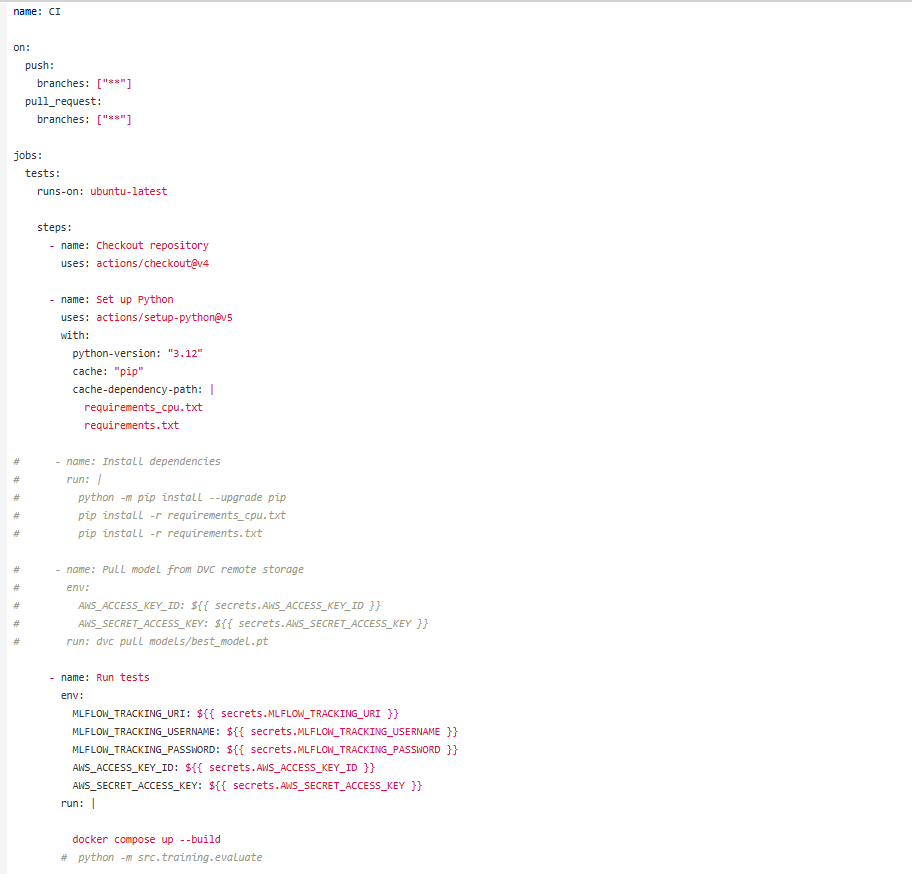 name: CI

on:
  push:
    branches: ["**"]
  pull_request:
    branches: ["**"]

jobs:
  tests:
    runs-on: ubuntu-latest

    steps:
      - name: Checkout repository
        uses: actions/checkout@v4

      - name: Set up Python
        uses: actions/setup-python@v5
        with:
          python-version: "3.12"
          cache: "pip"
          cache-dependency-path: |
            requirements_cpu.txt
            requirements.txt

#      - name: Install dependencies
#        run: |
#          python -m pip install --upgrade pip
#          pip install -r requirements_cpu.txt
#          pip install -r requirements.txt

#      - name: Pull model from DVC remote storage
#        env:
#          AWS_ACCESS_KEY_ID: ${{ secrets.AWS_ACCESS_KEY_ID }}
#          AWS_SECRET_ACCESS_KEY: ${{ secrets.AWS_SECRET_ACCESS_KEY }}
#        run: dvc pull models/best_model.pt

      - name: Run tests
        env:
          MLFLOW_TRACKING_URI: ${{ secrets.MLFLOW_TRACKING_URI }}
          MLFLOW_TRACKING_USERNAME: ${{ secrets.MLFLOW_TRACKING_USERNAME }}
          MLFLOW_TRACKING_PASSWORD: ${{ secrets.MLFLOW_TRACKING_PASSWORD }}
          AWS_ACCESS_KEY_ID: ${{ secrets.AWS_ACCESS_KEY_ID }}
          AWS_SECRET_ACCESS_KEY: ${{ secrets.AWS_SECRET_ACCESS_KEY }}
        run: |

          docker compose up --build
        #  python -m src.training.evaluate